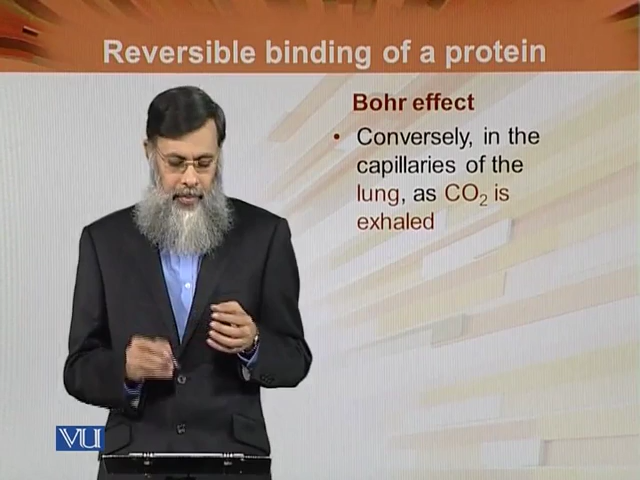 Reversible binding of a protein
Bohr effect
• Conversely, in the
capillaries of the
lung, as CO₂ is
exhaled
VU